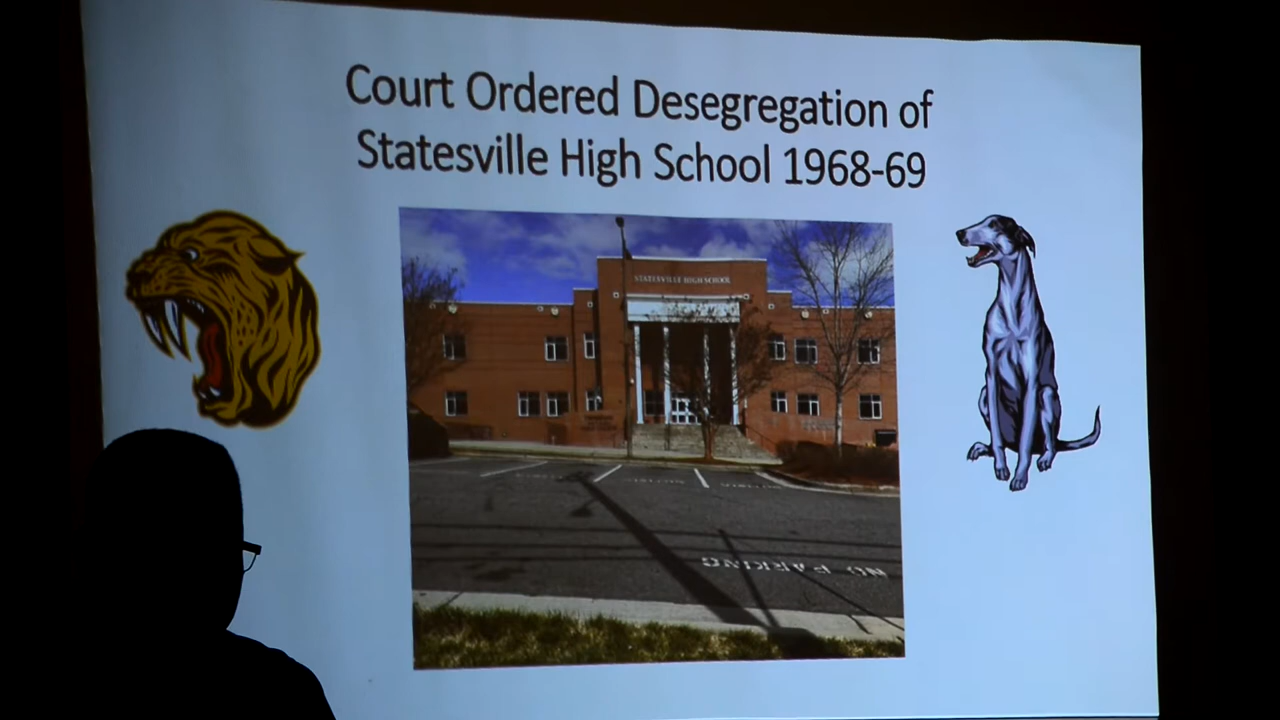 Court Ordered Desegregation of
Statesville High School 1968-69
STATESVILLE HIGH SCHOOL
NO PARKING